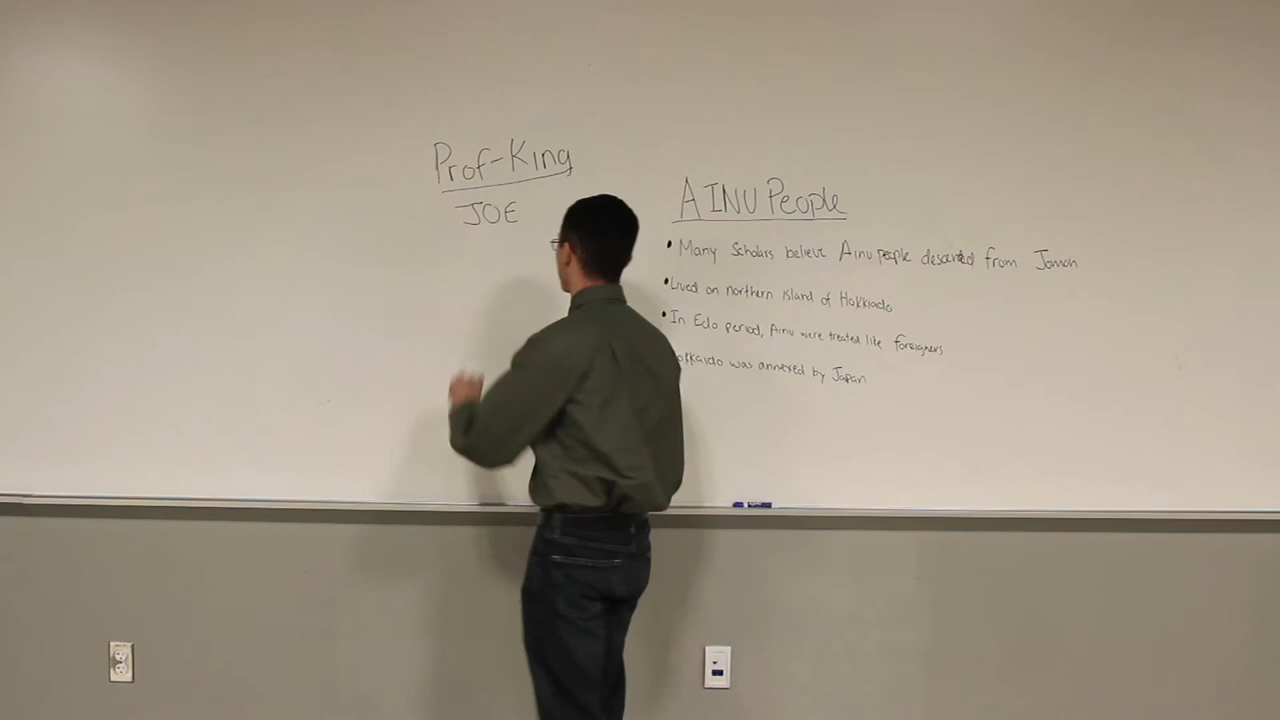 Prof-King
JOE
AINU People
• Many Scholars believe Ainu people descended from Jomon
• Lived on northern island of Hokkiado
• In Edo period, Ainu were treated like foreigners
okkaido was annexed by Japan